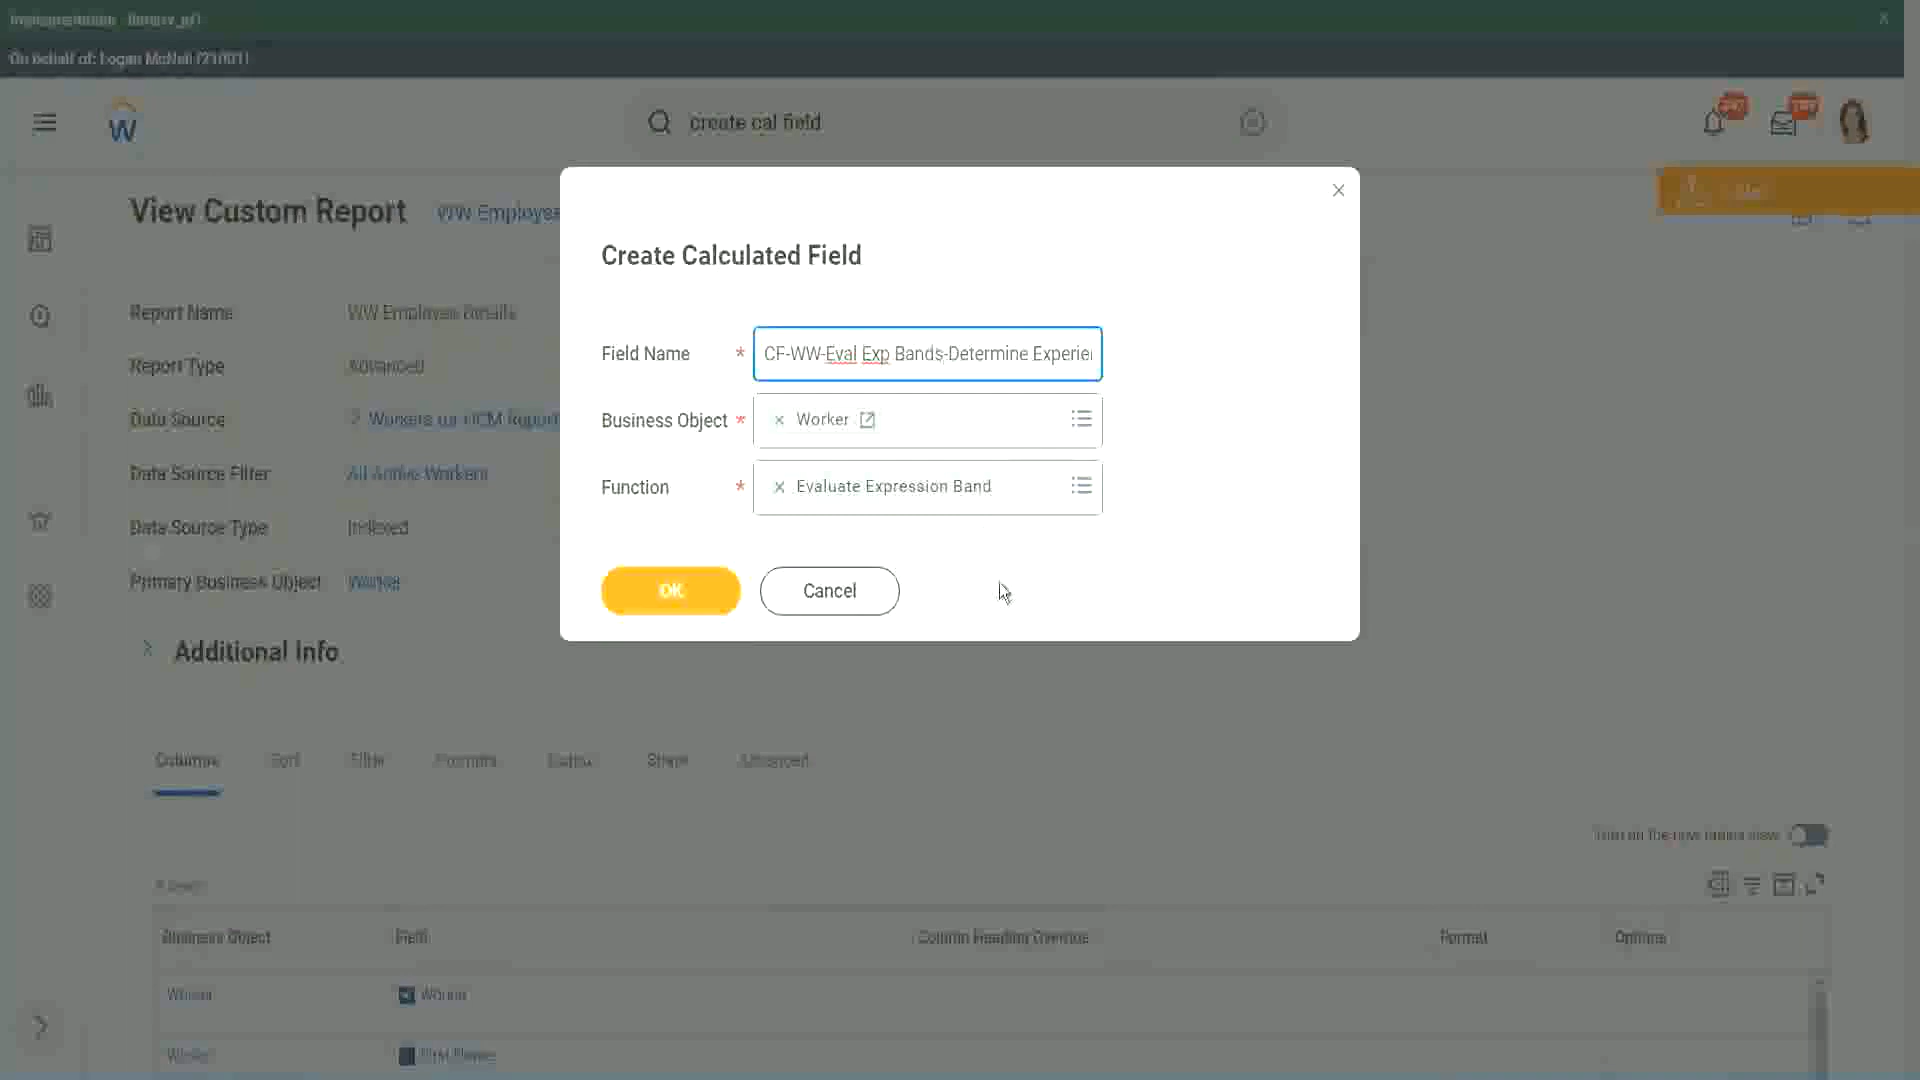 On behalf of: Logan McNeil (21001)
W
create cal field
View Custom Report
WW Employee
Create Calculated Field
Field Name *
CF-WW-Eval Exp Bands-Determine Experie
Business Object *
Worker
Function *
Evaluate Expression Band
OK
Cancel
Report Name
WW Employee Details
Report Type
Advanced
Data Source
Workers for HCM Report
Data Source Filter
All Active Workers
Data Source Type
Indexed
Primary Business Object
Worker
Additional Info
Columns
Sort
Filter
Prompts
Output
Share
Advanced
Turn on the new tables view
Business Object
Field
Column Heading Override
Format
Options
Worker
Worker
Worker
First Name